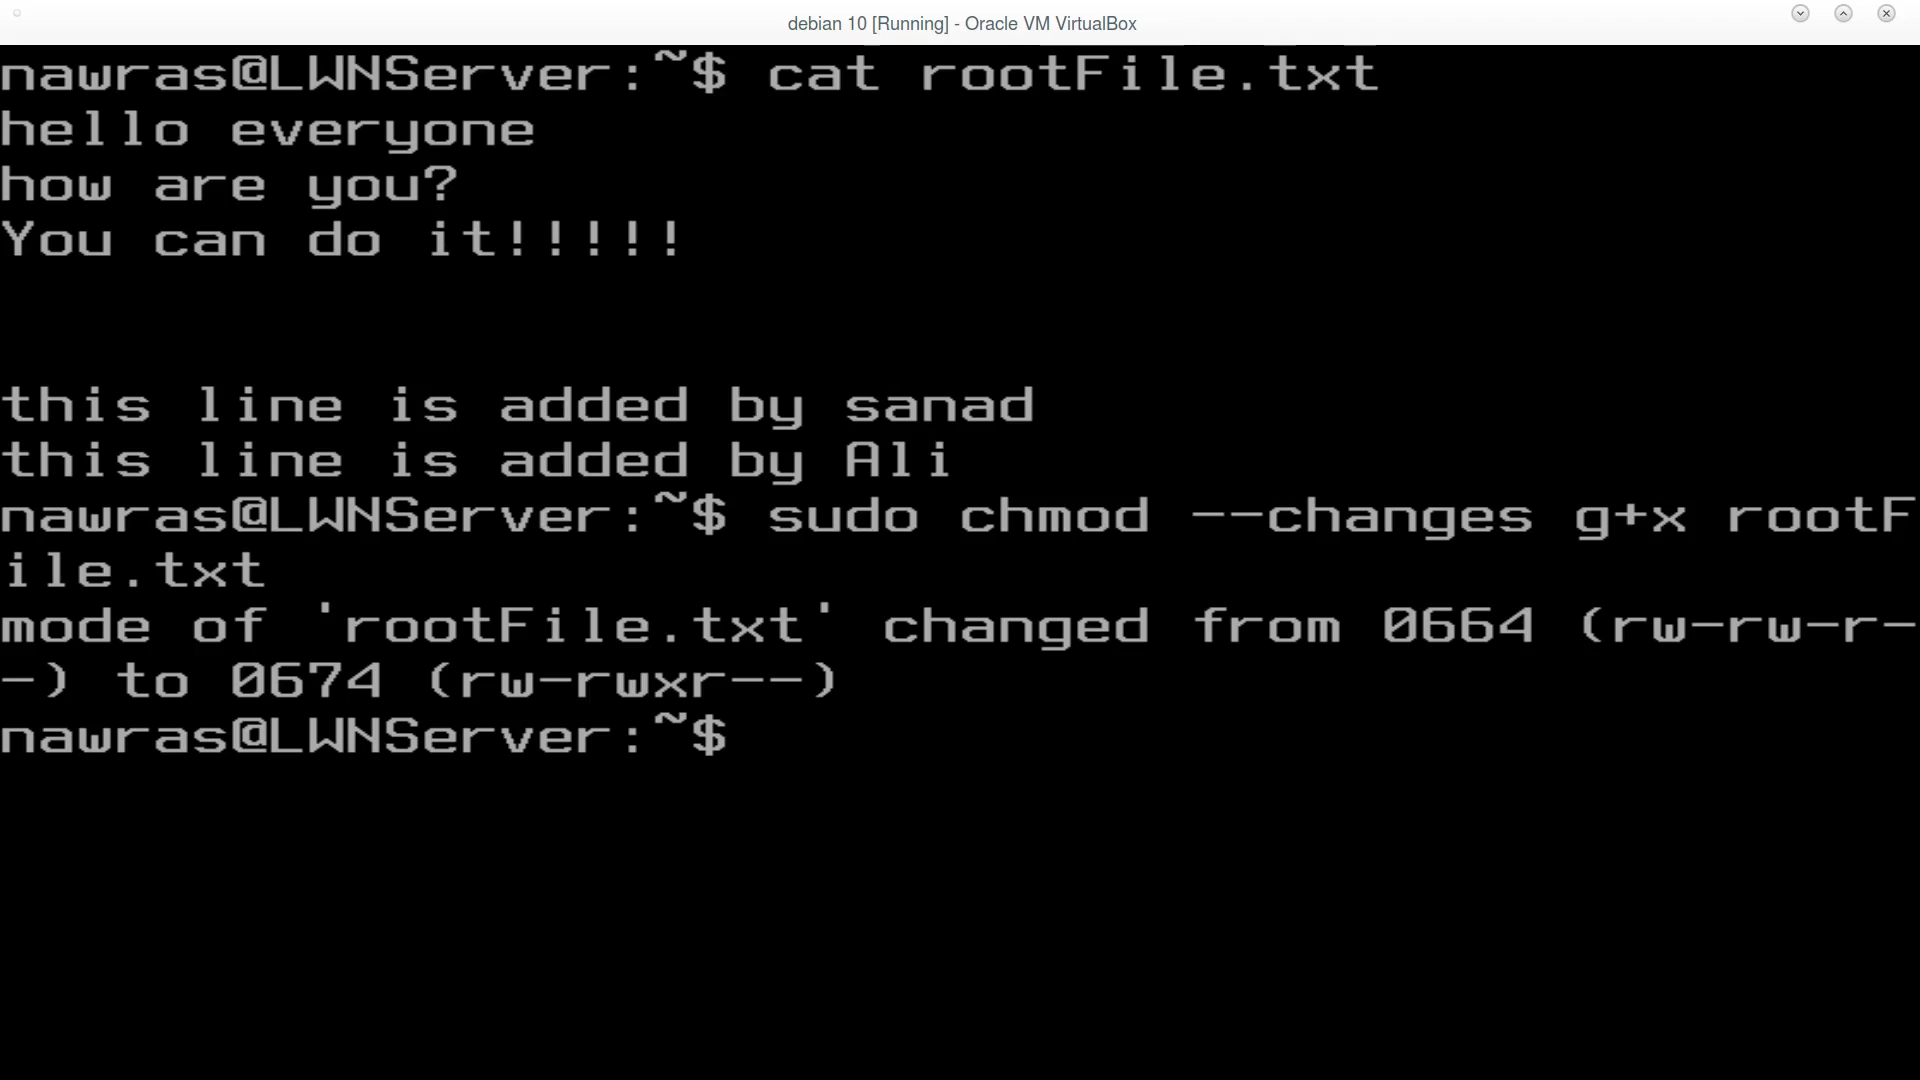 debian 10 [Running] - Oracle VM VirtualBox
nawras@LWNServer:~$ cat rootFile.txt
hello everyone
how are you?
You can do it!!!!!
this line is added by sanad
this line is added by Ali
nawras@LWNServer:~$ sudo chmod --changes g+x rootF
ile.txt
mode of 'rootFile.txt' changed from 0664 (rw-rw-r-
-) to 0674 (rw-rwxr--)
nawras@LWNServer:~$